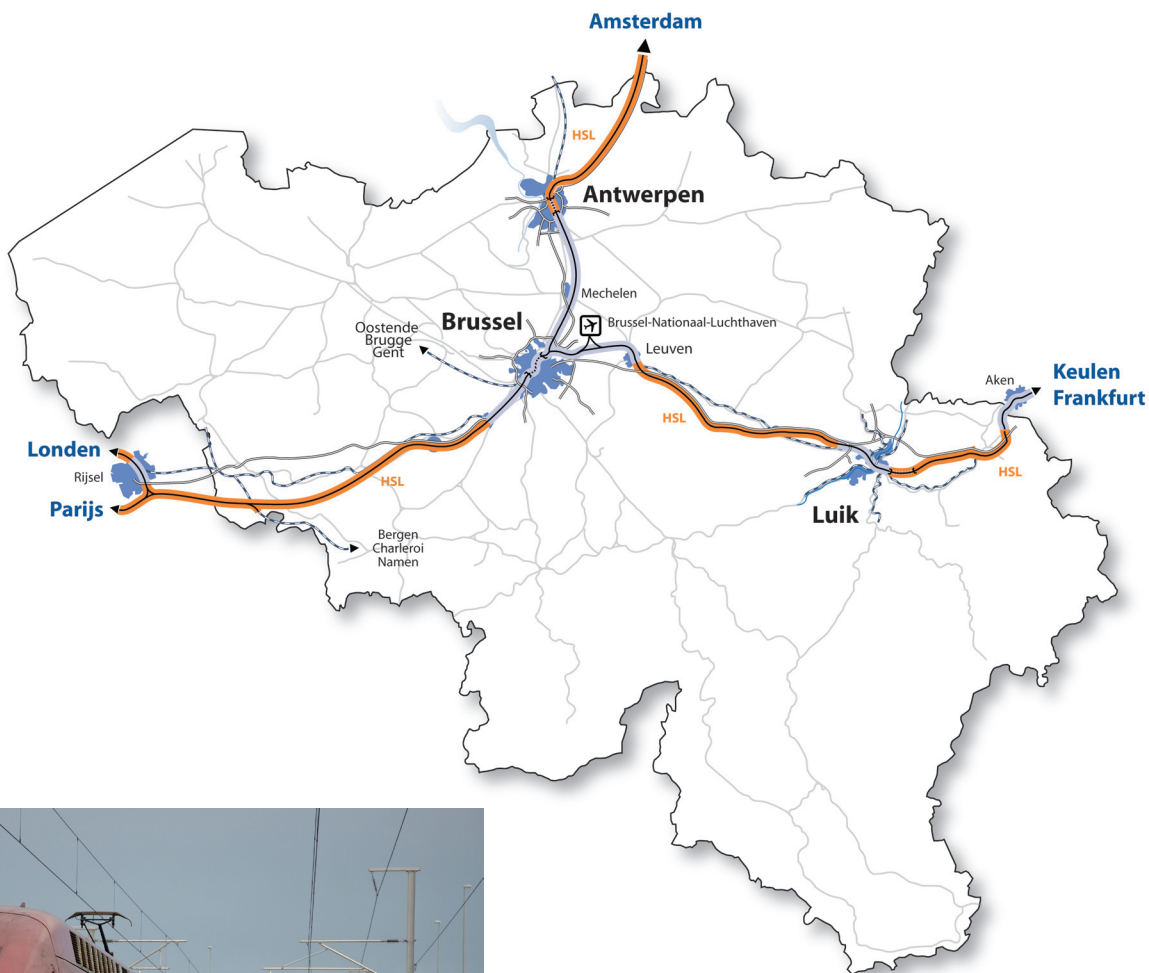 Amsterdam
HSL
Antwerpen
Mechelen
Brussel
Brussel-Nationaal-Luchthaven
Oostende
Brugge
Gent
Leuven
Aken
Keulen
Frankfurt
HSL
Londen
Rijsel
HSL
HSL
Parijs
Luik
Bergen
Charleroi
Namen